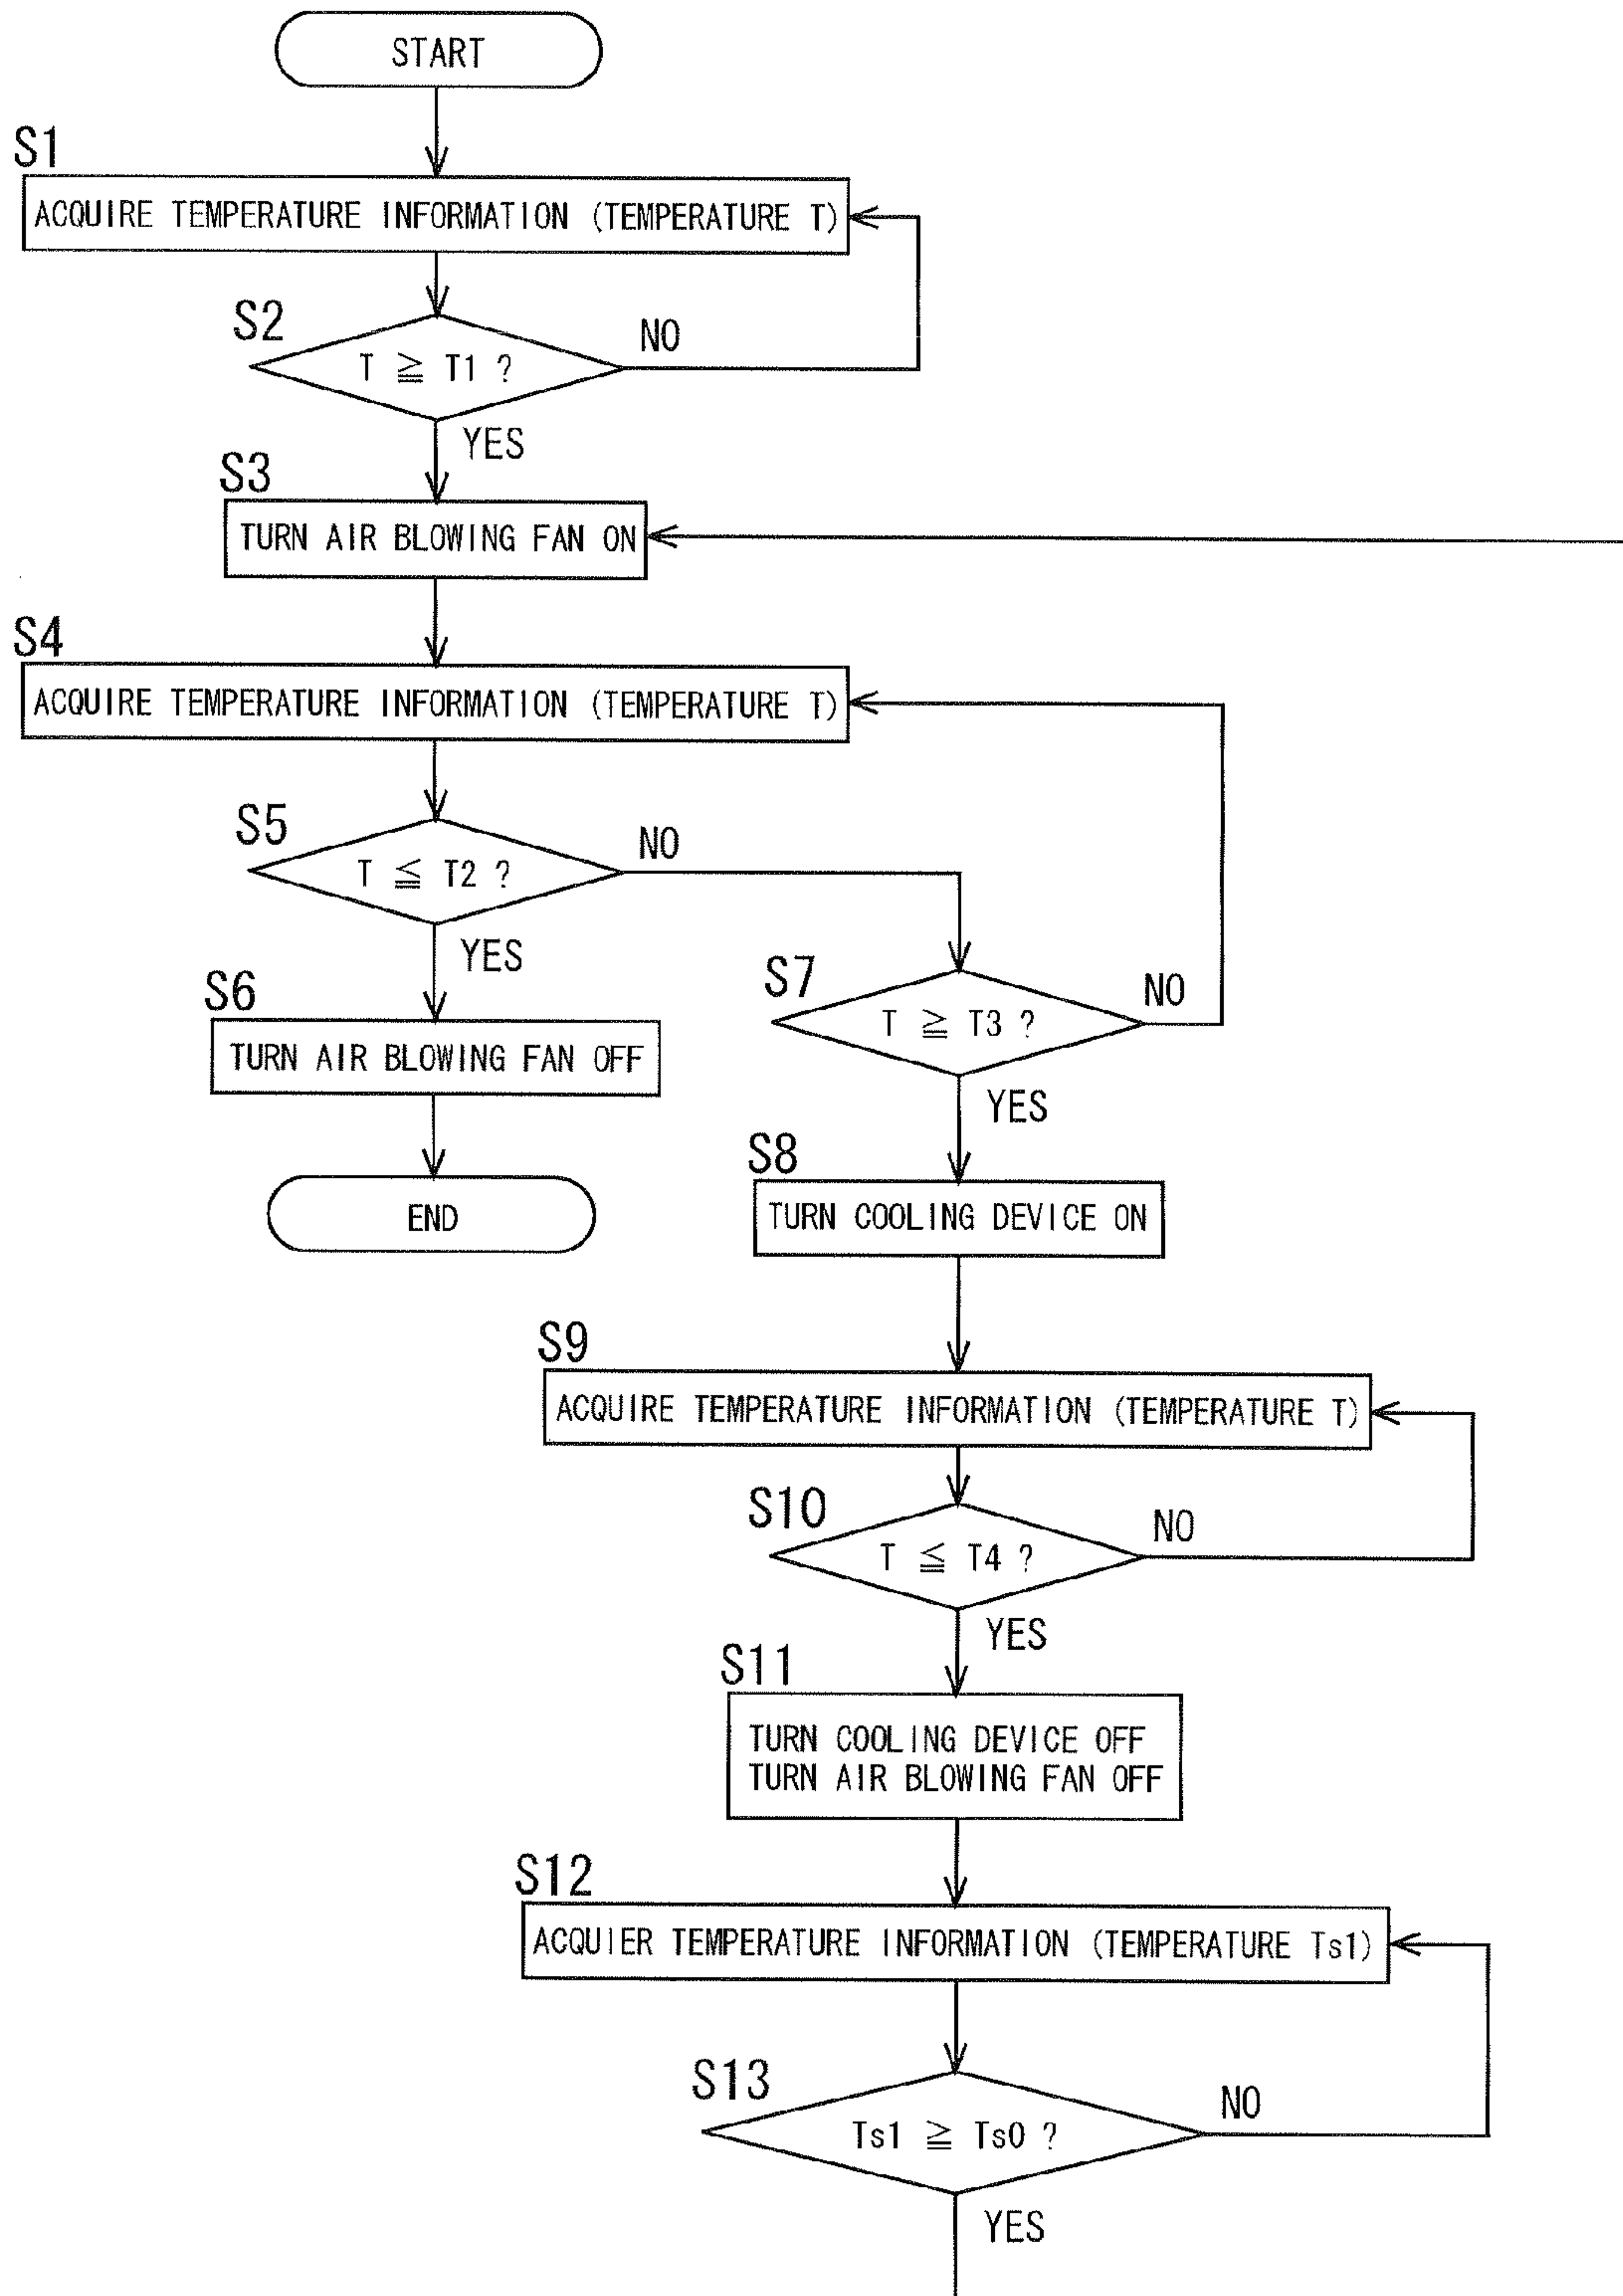 START
S1
ACQUIRE TEMPERATURE INFORMATION (TEMPERATURE T)
S2
T ≧ T1 ?
NO
YES
S3
TURN AIR BLOWING FAN ON
S4
ACQUIRE TEMPERATURE INFORMATION (TEMPERATURE T)
S5
T ≦ T2 ?
NO
YES
S6
TURN AIR BLOWING FAN OFF
END
S7
T ≧ T3 ?
NO
YES
S8
TURN COOLING DEVICE ON
S9
ACQUIRE TEMPERATURE INFORMATION (TEMPERATURE T)
S10
T ≦ T4 ?
NO
YES
S11
TURN COOLING DEVICE OFF
TURN AIR BLOWING FAN OFF
S12
ACQUIER TEMPERATURE INFORMATION (TEMPERATURE Ts1)
S13
Ts1 ≧ Ts0 ?
NO
YES